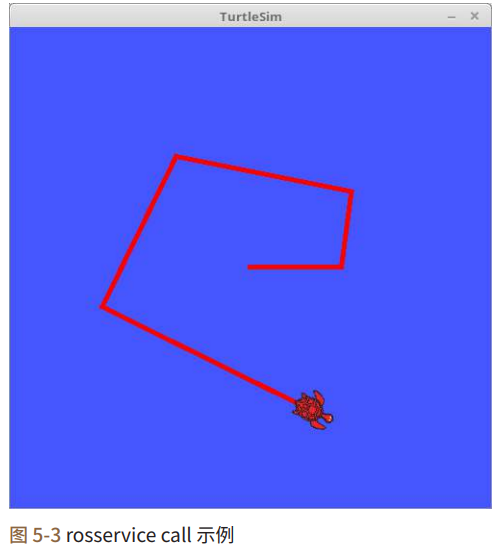 TurtleSim
图 5-3 rosservice call 示例